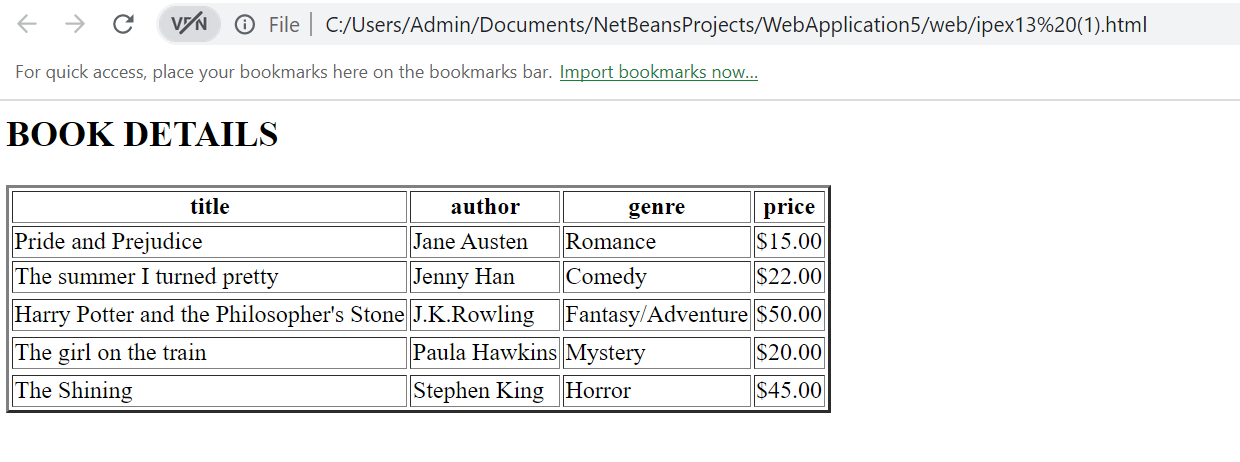 VPN File C:/Users/Admin/Documents/NetBeansProjects/WebApplication5/web/ipex13%20(1).html
For quick access, place your bookmarks here on the bookmarks bar. Import bookmarks now...
BOOK DETAILS
title author genre price
Pride and Prejudice Jane Austen Romance $15.00
The summer I turned pretty Jenny Han Comedy $22.00
Harry Potter and the Philosopher's Stone J.K.Rowling Fantasy/Adventure $50.00
The girl on the train Paula Hawkins Mystery $20.00
The Shining Stephen King Horror $45.00